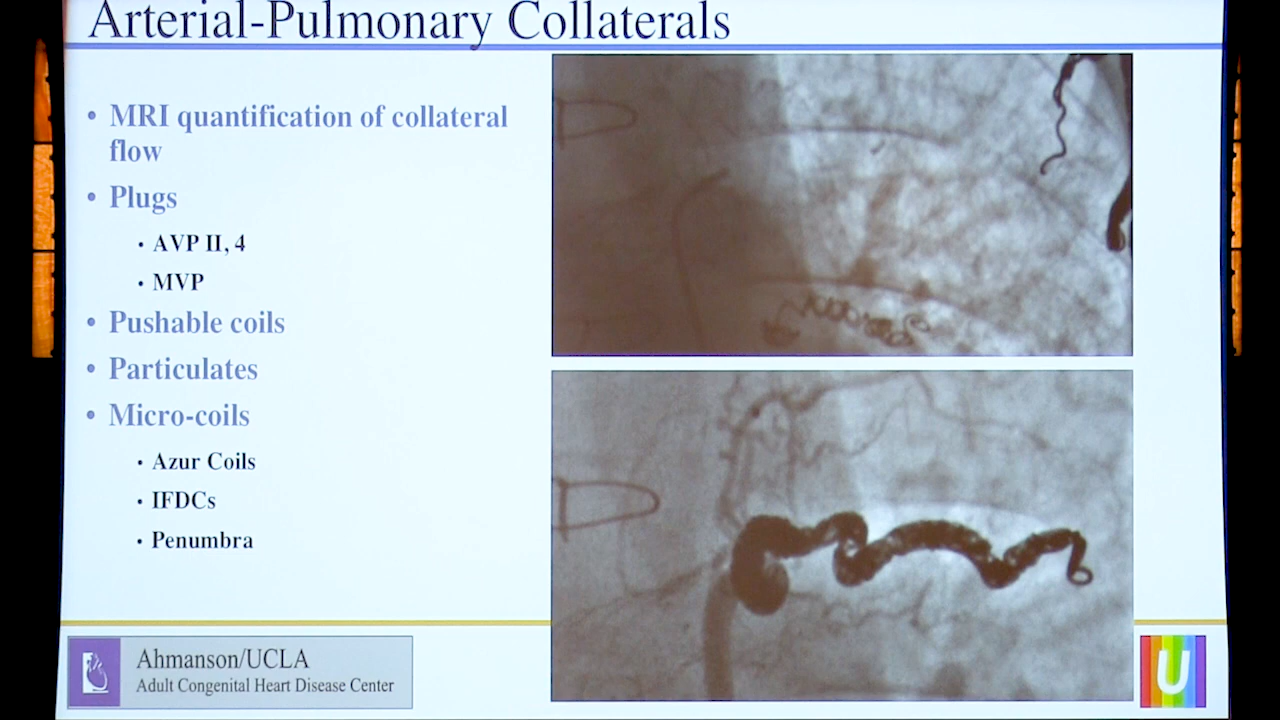 Arterial-Pulmonary Collaterals
• MRI quantification of collateral
flow
• Plugs
• AVP II, 4
• MVP
• Pushable coils
• Particulates
• Micro-coils
• Azur Coils
• IFDCs
• Penumbra
Ahmanson/UCLA
Adult Congenital Heart Disease Center
U